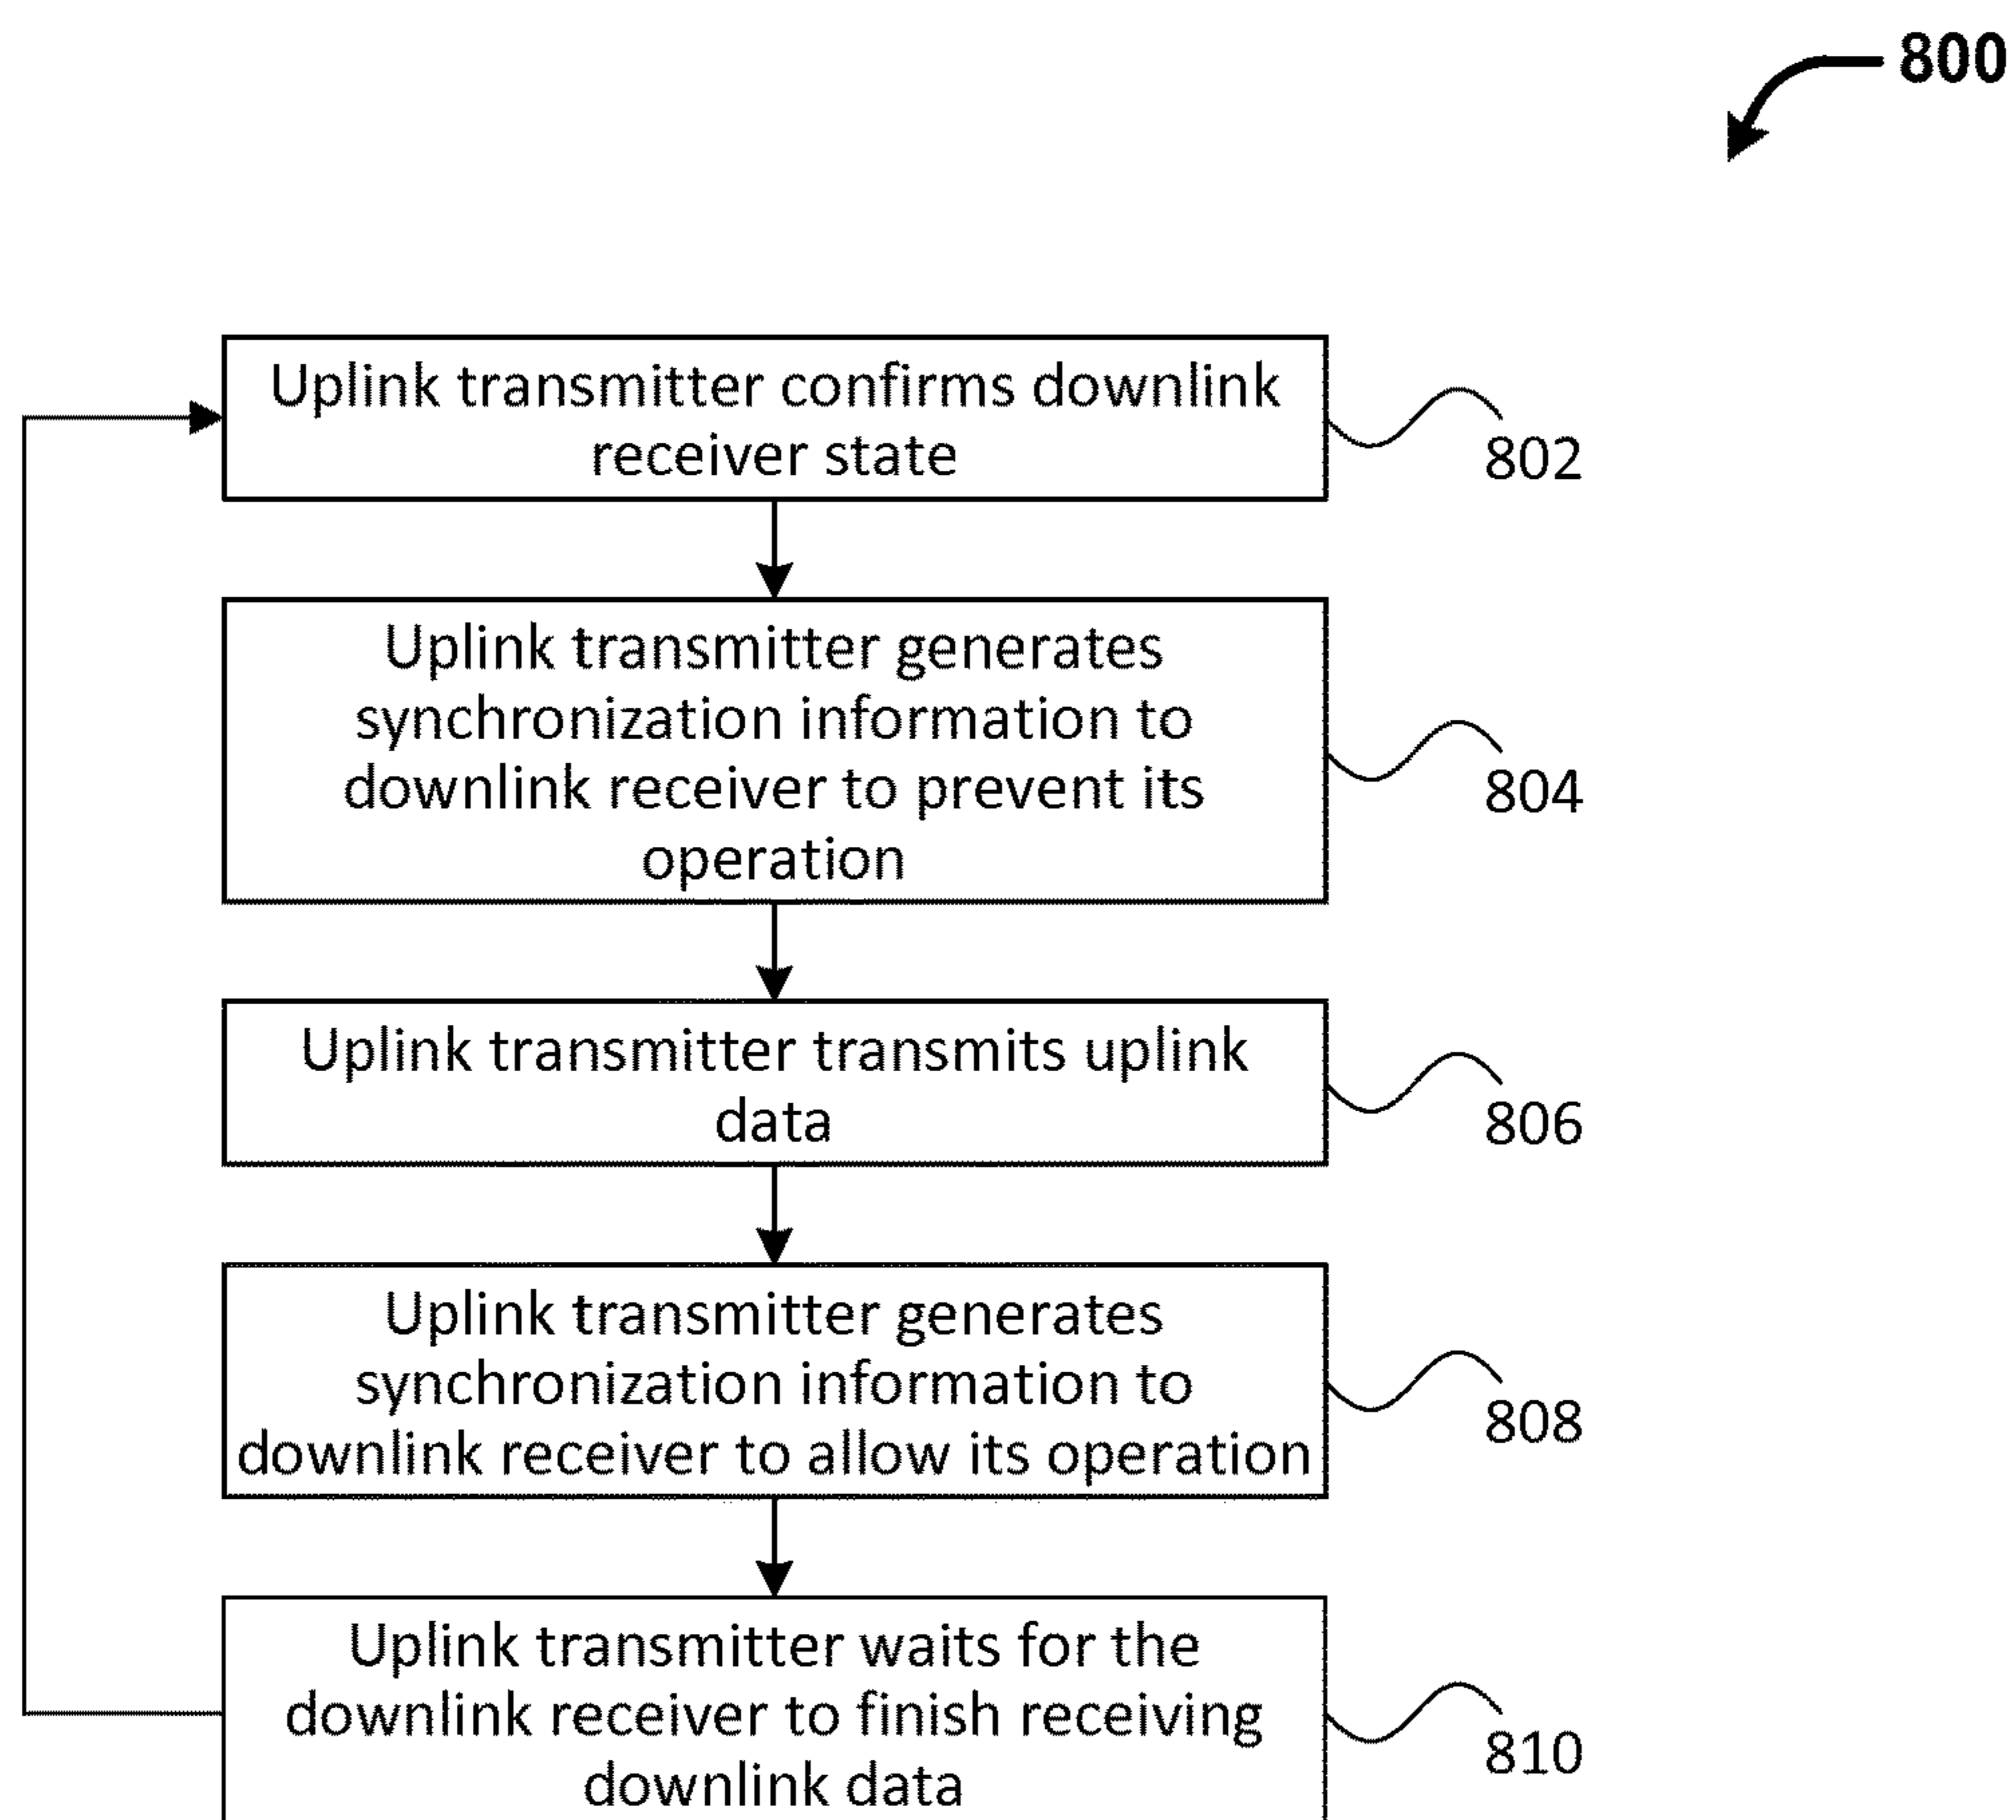 800
Uplink transmitter confirms downlink
receiver state
802
Uplink transmitter generates
synchronization information to
downlink receiver to prevent its
operation
804
Uplink transmitter transmits uplink
data
806
Uplink transmitter generates
synchronization information to
downlink receiver to allow its operation
808
Uplink transmitter waits for the
downlink receiver to finish receiving
downlink data
810